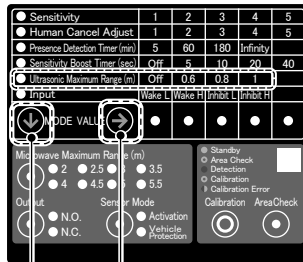 Sensitivity 1 2 3 4 5
Human Cancel Adjust 1 2 3 4 5
Presence Detection Timer (min) 5 60 180 Infinity
Sensitivity Boost Timer (sec) Off 5 10 20 40
Ultrasonic Maximum Range (m) Off 0.6 0.8 1
Input Wake L Wake H Inhibit L Inhibit H
MODE VALUE
Microwave Maximum Range (m)
2 2.5 3 3.5
4 4.5 5 5.5
Output Sensor Mode
N.O. Activation
N.C. Vehicle Protection
Standby
Area Check
Detection
Calibration
Calibration Error
Calibration AreaCheck